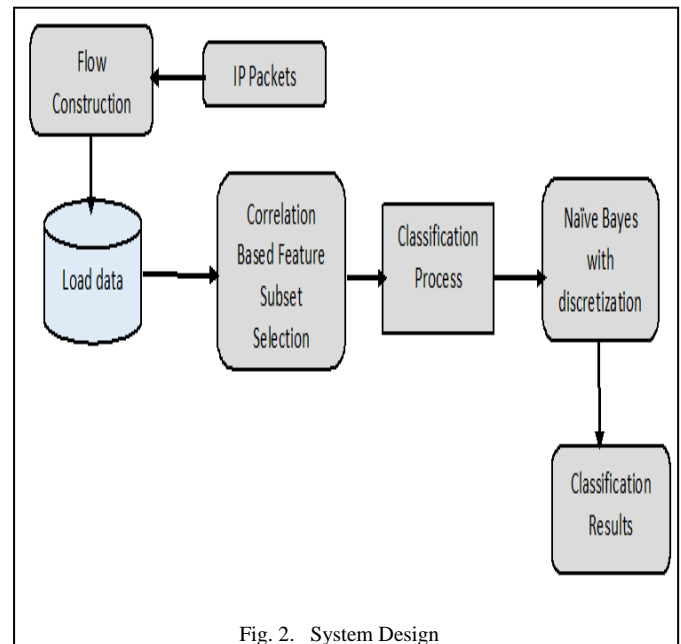 Flow
Construction
IP Packets
Load data
Correlation
Based Feature
Subset
Selection
Classification
Process
Naïve Bayes
with
discretization
Classification
Results
Fig. 2. System Design